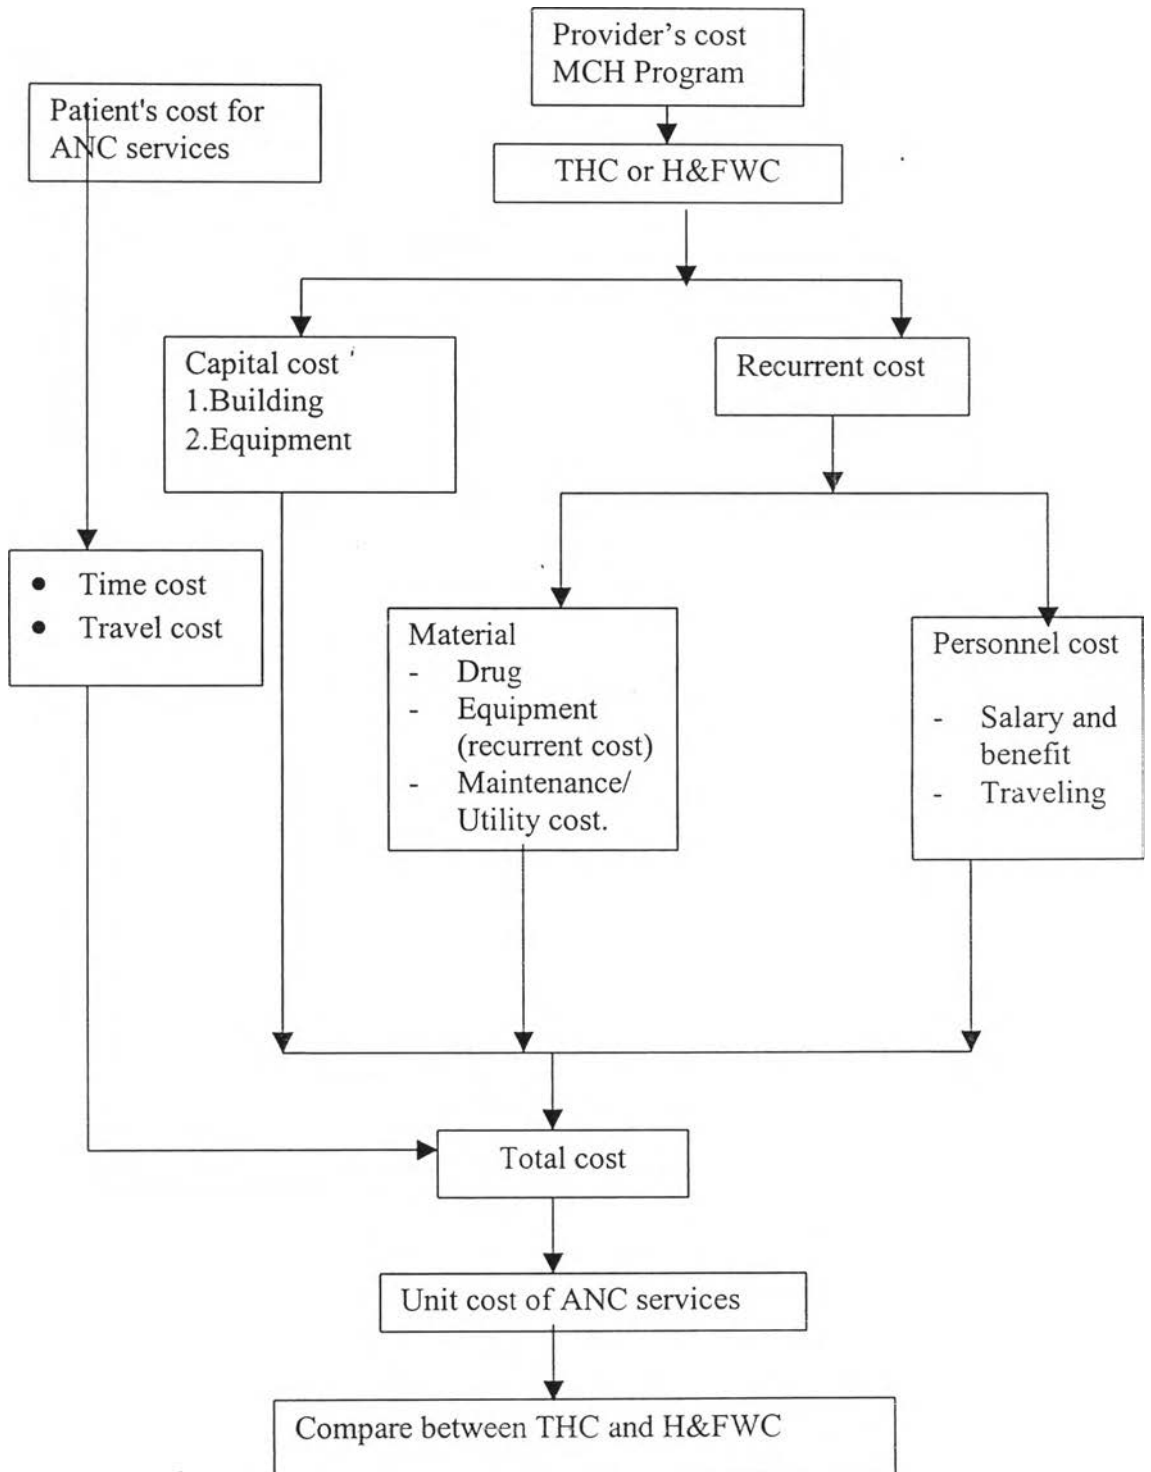 Provider’s cost
MCH Program
Patient's cost for
ANC services
THC or H&FWC
Capital cost
1.Building
2.Equipment
Recurrent cost
● Time cost
● Travel cost
Material
- Drug
- Equipment
(recurrent cost)
- Maintenance/
Utility cost.
Personnel cost
- Salary and
benefit
- Traveling
Total cost
Unit cost of ANC services
Compare between THC and H&FWC